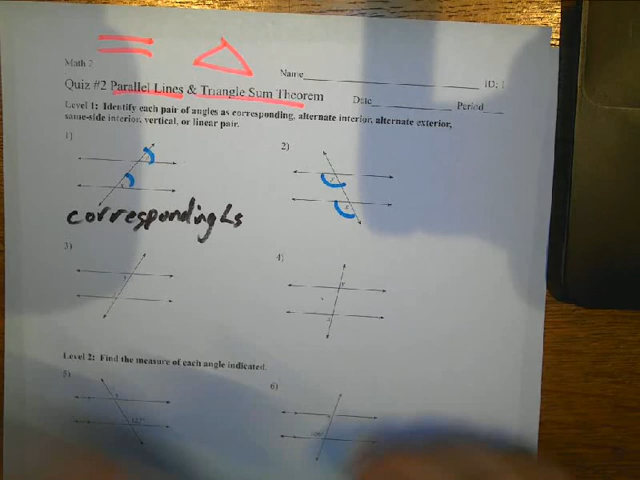 Math 7
Name ID: 1
Quiz #2 Parallel Lines & Triangle Sum Theorem
Date Period
Level 1: Identify each pair of angles as corresponding, alternate interior, alternate exterior,
same-side interior, vertical, or linear pair.
1)
2)
corresponding ∠s
3)
4)
Level 2: Find the measure of each angle indicated.
5)
6)